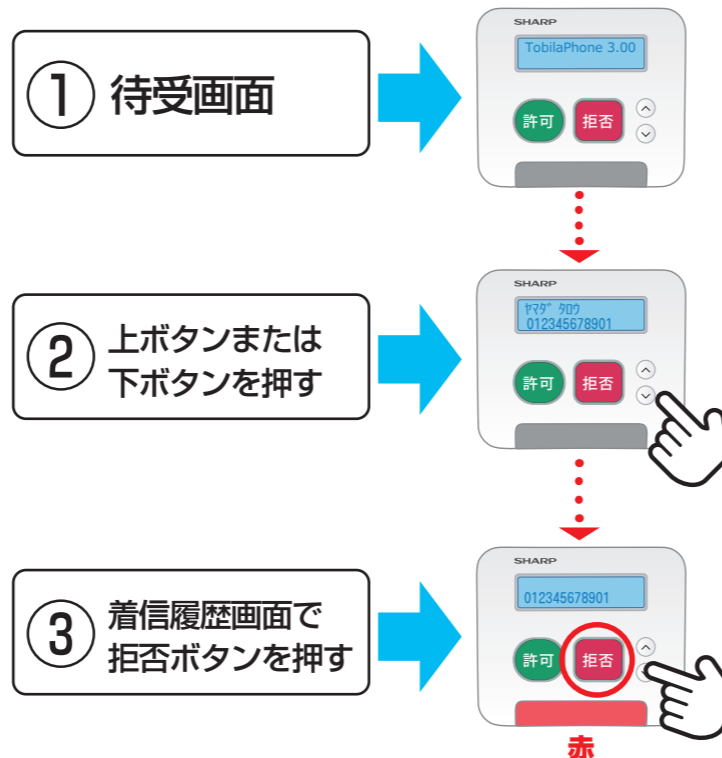 ① 待受画面
SHARP
TobilaPhone 3.00
許可 拒否
② 上ボタンまたは
下ボタンを押す
SHARP
ﾔﾏﾀﾞ ﾀﾛｳ
012345678901
許可 拒否
③ 着信履歴画面で
拒否ボタンを押す
SHARP
012345678901
許可 拒否
赤